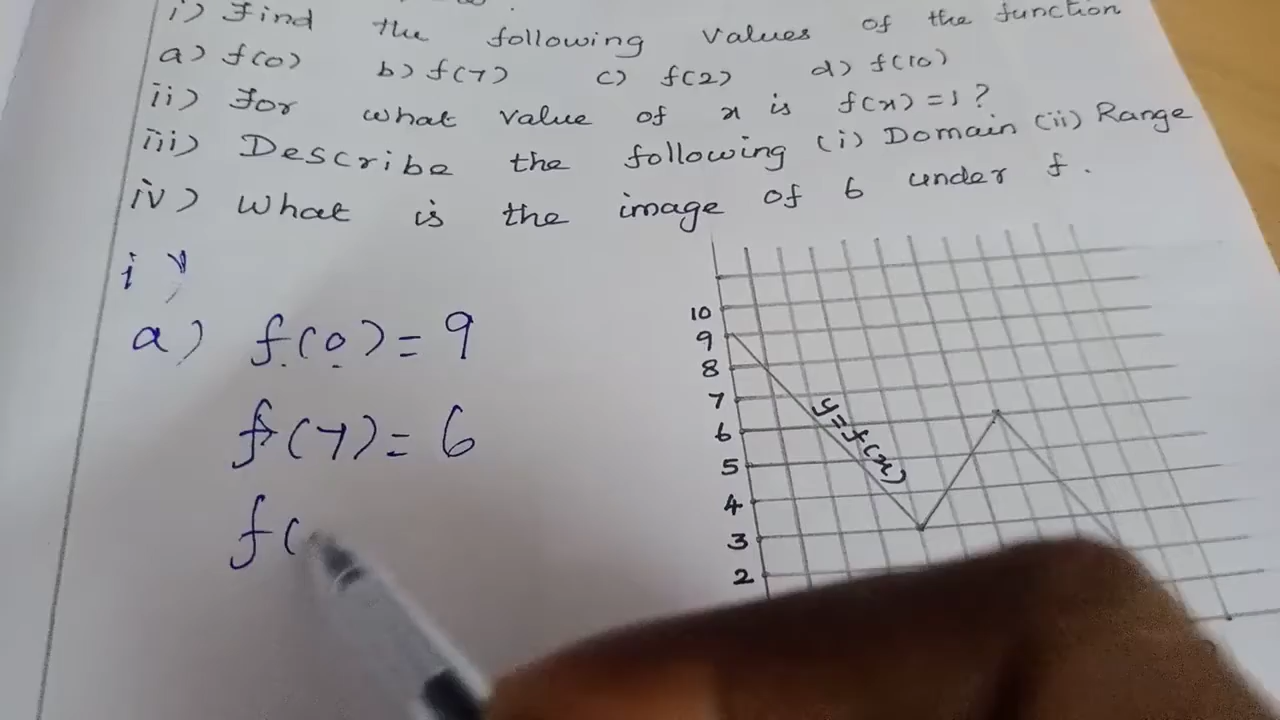 i) Find the following values of the function
a) f(0) b) f(7) c) f(2) d) f(10)
ii) For what value of x is f(x) = 1 ?
iii) Describe the following (i) Domain (ii) Range
iv) What is the image of 6 under f.
i)
a) f(0) = 9
f(7) = 6
f(
10
9
8
7
6
5
4
3
2
y = f(x)